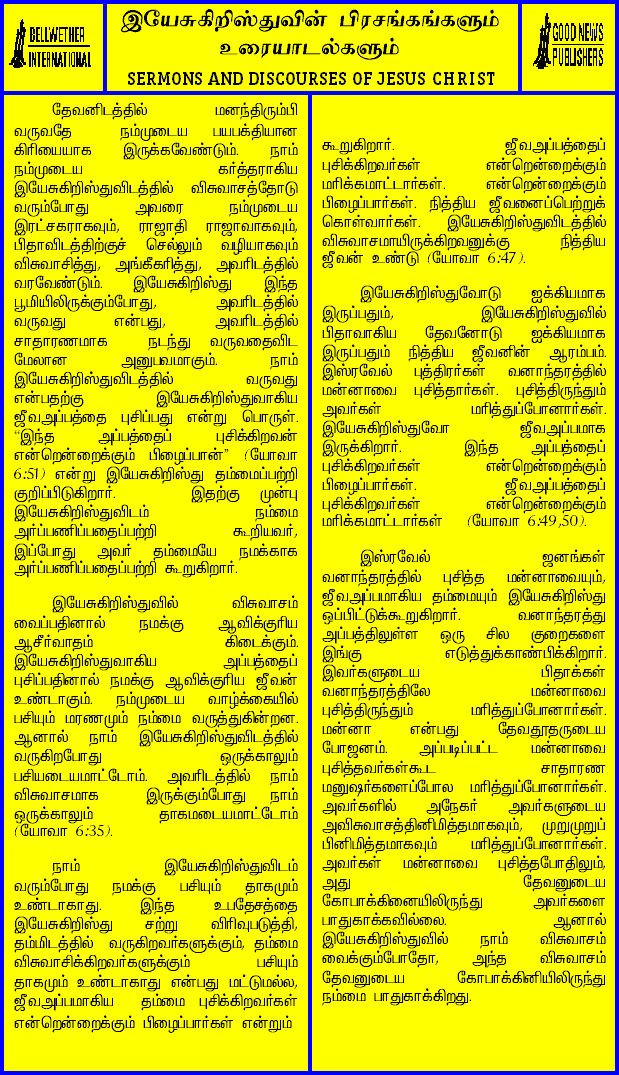 BELLWETHER
INTERNATIONAL
இயேசுகிறிஸ்துவின் பிரசங்கங்களும்
உரையாடல்களும்
SERMONS AND DISCOURSES OF JESUS CHRIST
GOOD NEWS
PUBLISHERS
தேவனிடத்தில் மனந்திரும்பி
வருவதே நம்முடைய பயபக்தியான
கிரியையாக இருக்கவேண்டும். நாம்
நம்முடைய கர்த்தராகிய
இயேசுகிறிஸ்துவிடத்தில் விசுவாசத்தோடு
வரும்போது அவரை நம்முடைய
இரட்சகராகவும், ராஜாதி ராஜாவாகவும்,
பிதாவிடத்திற்குச் செல்லும் வழியாகவும்
விசுவாசித்து, அங்கீகரித்து, அவரிடத்தில்
வரவேண்டும். இயேசுகிறிஸ்து இந்த
பூமியிலிருக்கும்போது, அவரிடத்தில்
வருவது என்பது, அவரிடத்தில்
சாதாரணமாக நடந்து வருவதைவிட
மேலான அனுபவமாகும். நாம்
இயேசுகிறிஸ்துவிடத்தில் வருவது
என்பதற்கு இயேசுகிறிஸ்துவாகிய
ஜீவஅப்பத்தை புசிப்பது என்று பொருள்.
“இந்த அப்பத்தைப் புசிக்கிறவன்
என்றென்றைக்கும் பிழைப்பான்” (யோவா
6:51) என்று இயேசுகிறிஸ்து தம்மைப்பற்றி
குறிப்பிடுகிறார். இதற்கு முன்பு
இயேசுகிறிஸ்துவிடம் நம்மை
அர்ப்பணிப்பதைப்பற்றி கூறியவர்,
இப்போது அவர் தம்மையே நமக்காக
அர்ப்பணிப்பதைப்பற்றி கூறுகிறார்.
இயேசுகிறிஸ்துவில் விசுவாசம்
வைப்பதினால் நமக்கு ஆவிக்குரிய
ஆசீர்வாதம் கிடைக்கும்.
இயேசுகிறிஸ்துவாகிய அப்பத்தைப்
புசிப்பதினால் நமக்கு ஆவிக்குரிய ஜீவன்
உண்டாகும். நம்முடைய வாழ்க்கையில்
பசியும் மரணமும் நம்மை வருத்துகின்றன.
ஆனால் நாம் இயேசுகிறிஸ்துவிடத்தில்
வருகிறபோது ஒருக்காலும்
பசியடையமாட்டோம். அவரிடத்தில் நாம்
விசுவாசமாக இருக்கும்போது நாம்
ஒருக்காலும் தாகமடையமாட்டோம்
(யோவா 6:35).
நாம் இயேசுகிறிஸ்துவிடம்
வரும்போது நமக்கு பசியும் தாகமும்
உண்டாகாது. இந்த உபதேசத்தை
இயேசுகிறிஸ்து சற்று விரிவுபடுத்தி,
தம்மிடத்தில் வருகிறவர்களுக்கும், தம்மை
விசுவாசிக்கிறவர்களுக்கும் பசியும்
தாகமும் உண்டாகாது என்பது மட்டுமல்ல,
ஜீவஅப்பமாகிய தம்மை புசிக்கிறவர்கள்
என்றென்றைக்கும் பிழைப்பார்கள் என்றும்
கூறுகிறார். ஜீவஅப்பத்தைப்
புசிக்கிறவர்கள் என்றென்றைக்கும்
மரிக்கமாட்டார்கள். என்றென்றைக்கும்
பிழைப்பார்கள். நித்திய ஜீவனைப்பெற்றுக்
கொள்வார்கள். இயேசுகிறிஸ்துவிடத்தில்
விசுவாசமாயிருக்கிறவனுக்கு நித்திய
ஜீவன் உண்டு (யோவா 6:47).
இயேசுகிறிஸ்துவோடு ஐக்கியமாக
இருப்பதும், இயேசுகிறிஸ்துவில்
பிதாவாகிய தேவனோடு ஐக்கியமாக
இருப்பதும் நித்திய ஜீவனின் ஆரம்பம்.
இஸ்ரவேல் புத்திரர்கள் வனாந்தரத்தில்
மன்னாவை புசித்தார்கள். புசித்திருந்தும்
அவர்கள் மரித்துப்போனார்கள்.
இயேசுகிறிஸ்துவோ ஜீவஅப்பமாக
இருக்கிறார். இந்த அப்பத்தைப்
புசிக்கிறவர்கள் என்றென்றைக்கும்
பிழைப்பார்கள். ஜீவஅப்பத்தைப்
புசிக்கிறவர்கள் என்றென்றைக்கும்
மரிக்கமாட்டார்கள் (யோவா 6:49,50).
இஸ்ரவேல் ஜனங்கள்
வனாந்தரத்தில் புசித்த மன்னாவையும்,
ஜீவஅப்பமாகிய தம்மையும் இயேசுகிறிஸ்து
ஒப்பிட்டுக்கூறுகிறார். வனாந்தரத்து
அப்பத்திலுள்ள ஒரு சில குறைகளை
இங்கு எடுத்துக்காண்பிக்கிறார்.
இவர்களுடைய பிதாக்கள்
வனாந்தரத்திலே மன்னாவை
புசித்திருந்தும் மரித்துப்போனார்கள்.
மன்னா என்பது தேவதூதருடைய
போஜனம். அப்படிப்பட்ட மன்னாவை
புசித்தவர்கள்கூட சாதாரண
மனுஷர்களைப்போல மரித்துப்போனார்கள்.
அவர்களில் அநேகர் அவர்களுடைய
அவிசுவாசத்தினிமித்தமாகவும், முறுமுறுப்
பினிமித்தமாகவும் மரித்துப்போனார்கள்.
அவர்கள் மன்னாவை புசித்தபோதிலும்,
அது தேவனுடைய
கோபாக்கினையிலிருந்து அவர்களை
பாதுகாக்கவில்லை. ஆனால்
இயேசுகிறிஸ்துவில் நாம் விசுவாசம்
வைக்கும்போதோ, அந்த விசுவாசம்
தேவனுடைய கோபாக்கினியிலிருந்து
நம்மை பாதுகாக்கிறது.